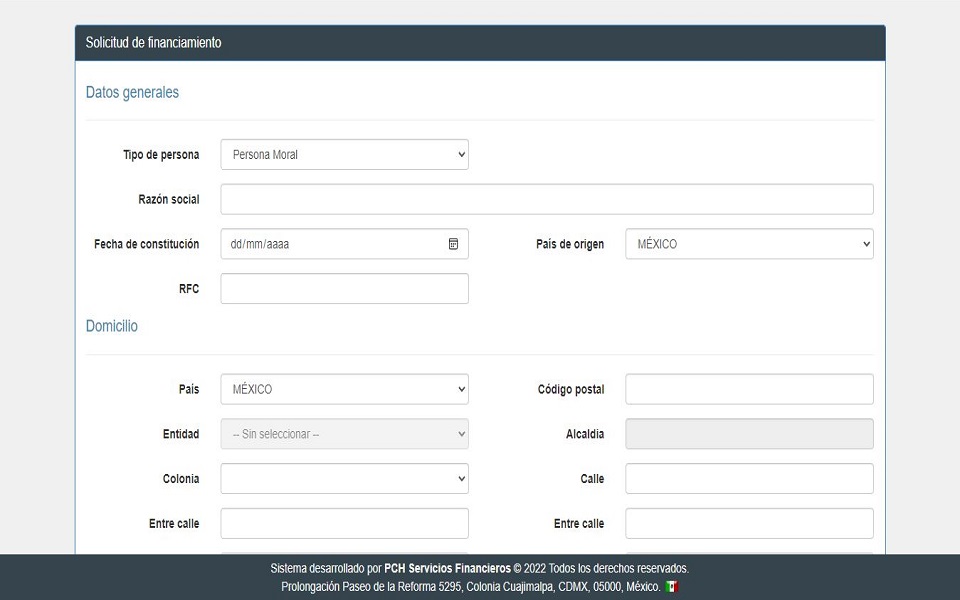 Solicitud de financiamiento
Datos generales
Tipo de persona Persona Moral
Razón social
Fecha de constitución dd/mm/aaaa País de origen MÉXICO
RFC
Domicilio
País MÉXICO Código postal
Entidad -- Sin seleccionar -- Alcaldía
Colonia Calle
Entre calle Entre calle
Sistema desarrollado por PCH Servicios Financieros © 2022 Todos los derechos reservados.
Prolongación Paseo de la Reforma 5295, Colonia Cuajimalpa, CDMX, 05000, México.